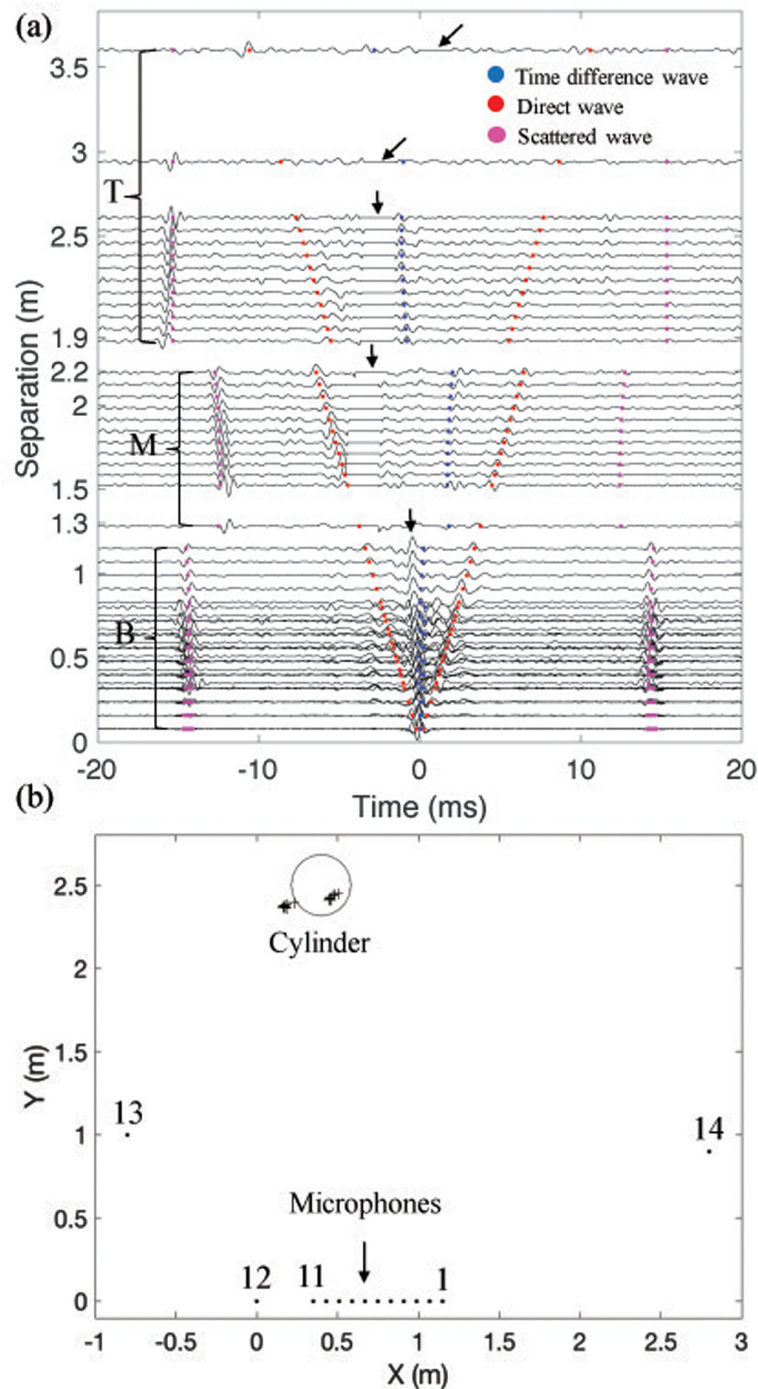 (a)
Time difference wave
Direct wave
Scattered wave
T
M
B
3.5
3
2.5
1.9
2.2
2
1.5
1.3
1
0.5
0
Separation (m)
-20 -10 0 10 20
Time (ms)
(b)
Cylinder
13
14
Microphones
12 11 1
3
2.5
2
1.5
1
0.5
0
Y (m)
-1 -0.5 0 0.5 1 1.5 2 2.5 3
X (m)